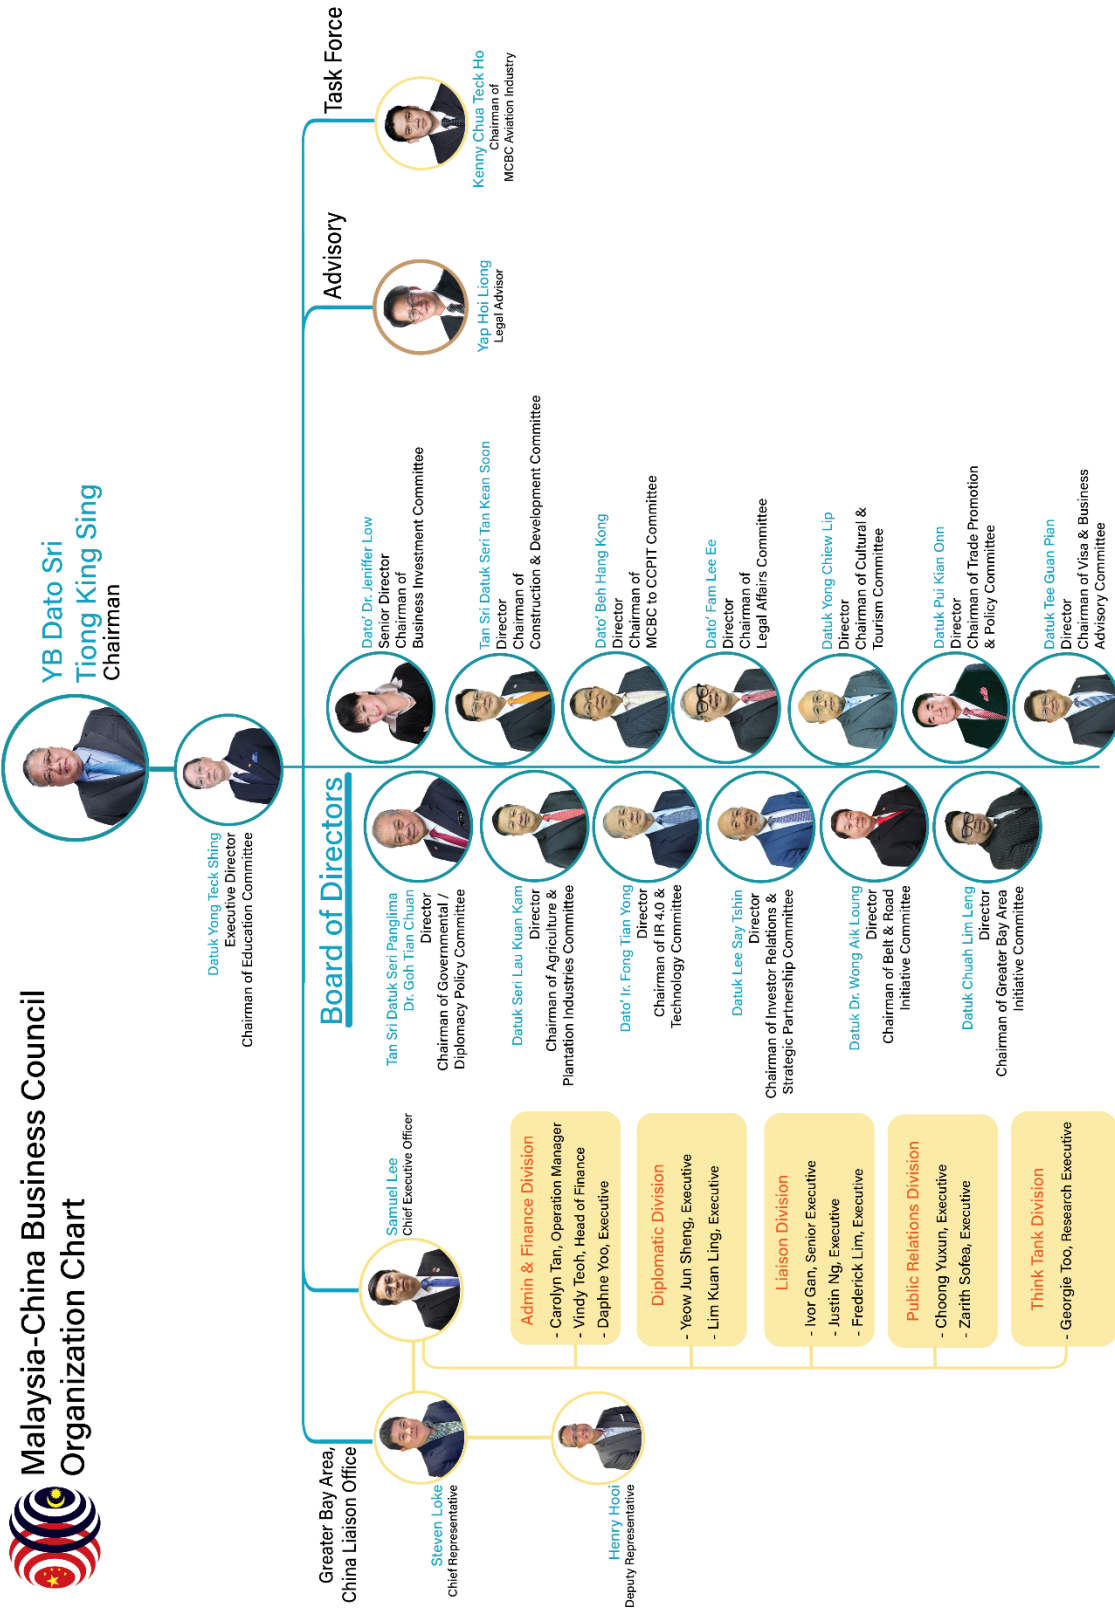 Malaysia-China Business Council
Organization Chart
YB Dato Sri
Tiong King Sing
Chairman
Datuk Yong Teck Shing
Executive Director
Chairman of Education Committee
Greater Bay Area,
China Liaison Office
Steven Loke
Chief Representative
Henry Hooi
Deputy Representative
Samuel Lee
Chief Executive Officer
Admin & Finance Division
- Carolyn Tan, Operation Manager
- Vindy Teoh, Head of Finance
- Daphne Yoo, Executive
Diplomatic Division
- Yeow Jun Sheng, Executive
- Lim Kuan Ling, Executive
Liaison Division
- Ivor Gan, Senior Executive
- Justin Ng, Executive
- Frederick Lim, Executive
Public Relations Division
- Choong Yuxun, Executive
- Zarith Sofea, Executive
Think Tank Division
- Georgie Too, Research Executive
Board of Directors
Tan Sri Datuk Seri Panglima
Dr. Goh Tian Chuan
Director
Chairman of Governmental /
Diplomacy Policy Committee
Datuk Seri Lau Kuan Kam
Director
Chairman of Agriculture &
Plantation Industries Committee
Dato' Ir. Fong Tian Yong
Director
Chairman of IR 4.0 &
Technology Committee
Datuk Lee Say Tshin
Director
Chairman of Investor Relations &
Strategic Partnership Committee
Datuk Dr. Wong Aik Loung
Director
Chairman of Belt & Road
Initiative Committee
Datuk Chuah Lim Leng
Director
Chairman of Greater Bay Area
Initiative Committee
Dato' Dr. Jeniffer Low
Senior Director
Chairman of
Business Investment Committee
Tan Sri Datuk Seri Tan Kean Soon
Director
Chairman of
Construction & Development Committee
Dato' Beh Hang Kong
Director
Chairman of
MCBC to CCPIT Committee
Dato' Fam Lee Ee
Director
Chairman of
Legal Affairs Committee
Datuk Yong Chiew Lip
Director
Chairman of Cultural &
Tourism Committee
Datuk Pui Kian Onn
Director
Chairman of Trade Promotion
& Policy Committee
Datuk Tee Guan Pian
Director
Chairman of Visa & Business
Advisory Committee
Advisory
Yap Hoi Liong
Legal Advisor
Task Force
Kenny Chua Teck Ho
Chairman of
MCBC Aviation Industry